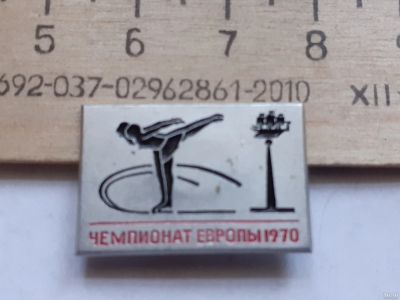 5 6 7 8
692-037-02962861-2010 XII
ЧЕМПИОНАТ ЕВРОПЫ 1970